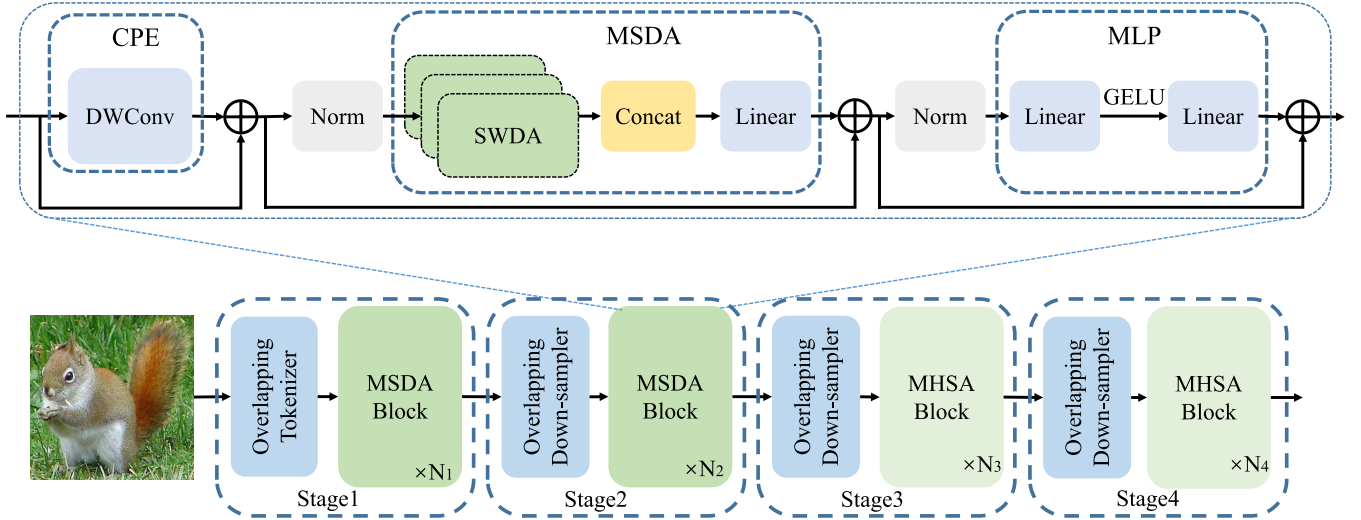 CPE
MSDA
MLP
DWConv
Norm
SWDA
Concat
Linear
Norm
Linear
GELU
Linear
Overlapping
Tokenizer
MSDA
Block
×N1
Stage1
Overlapping
Down-sampler
MSDA
Block
×N2
Stage2
Overlapping
Down-sampler
MHSA
Block
×N3
Stage3
Overlapping
Down-sampler
MHSA
Block
×N4
Stage4